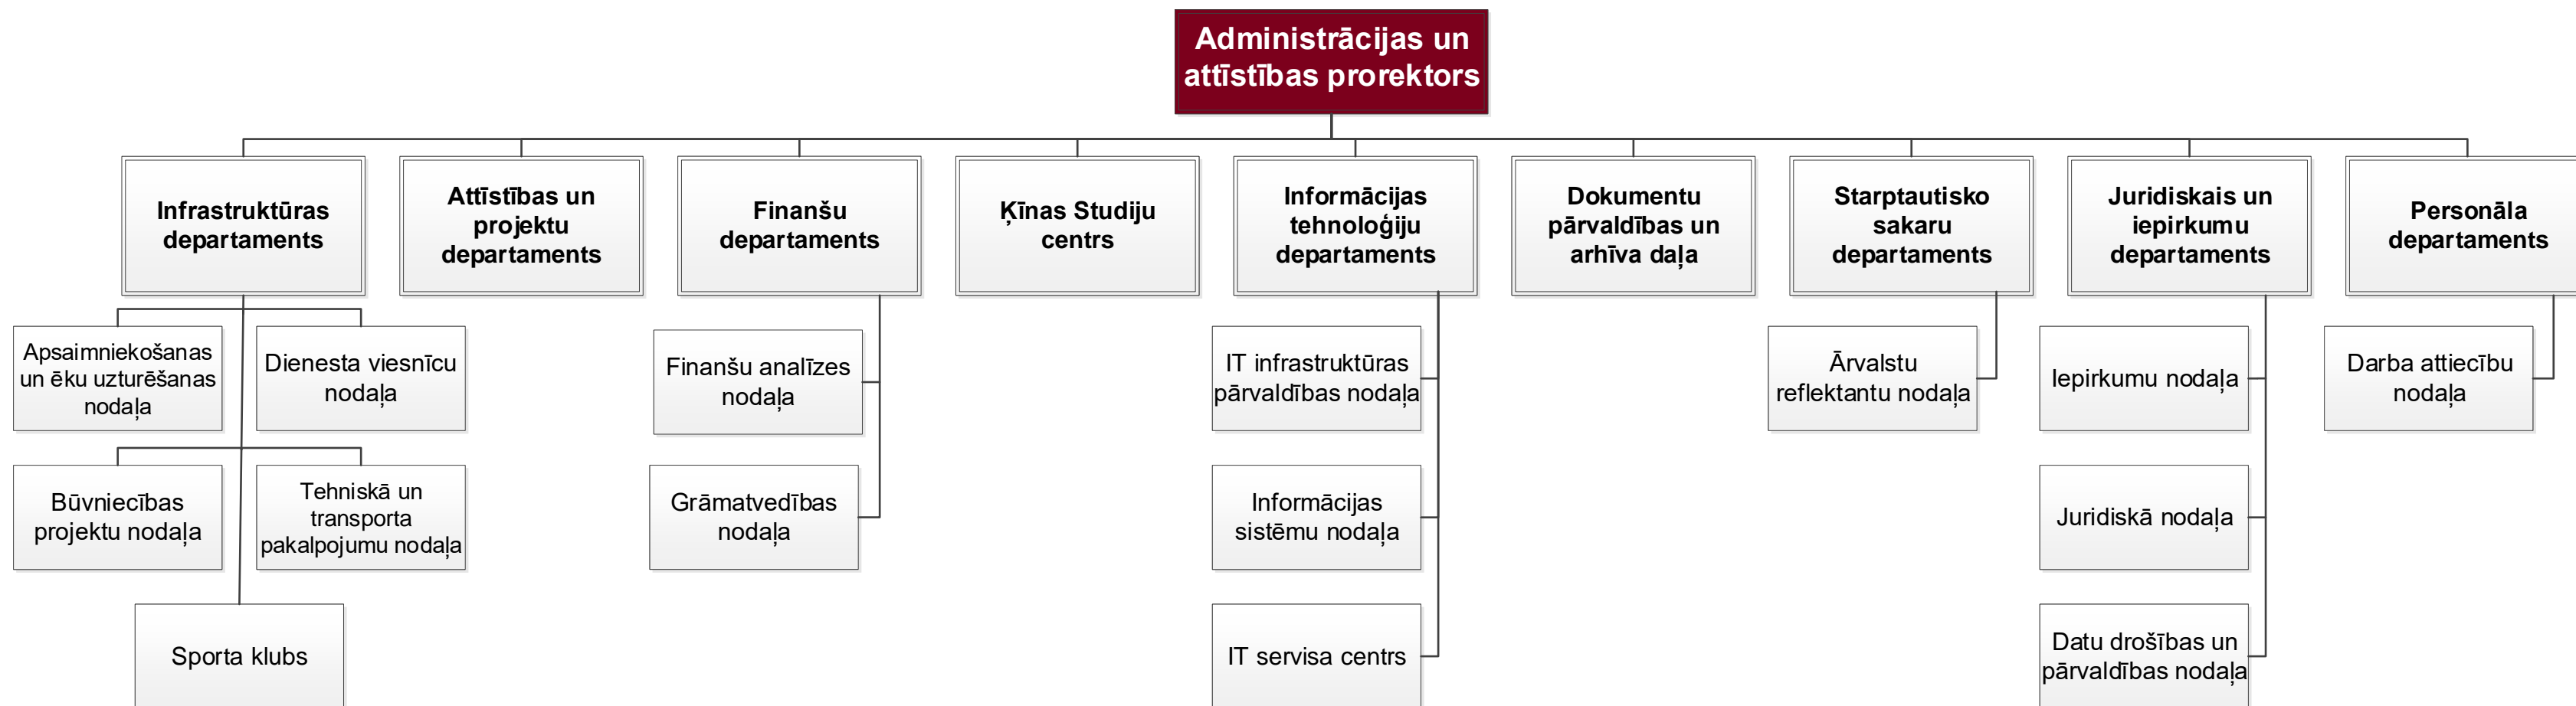 Administrācijas un
attīstības prorektors
Infrastruktūras
departaments
Attīstības un
projektu
departaments
Finanšu
departaments
Ķīnas Studiju
centrs
Informācijas
tehnoloģiju
departaments
Dokumentu
pārvaldības un
arhīva daļa
Starptautisko
sakaru
departaments
Juridiskais un
iepirkumu
departaments
Personāla
departaments
Apsaimniekošanas
un ēku uzturēšanas
nodaļa
Dienesta viesnīcu
nodaļa
Finanšu analīzes
nodaļa
IT infrastruktūras
pārvaldības nodaļa
Ārvalstu
reflektantu nodaļa
Iepirkumu nodaļa
Darba attiecību
nodaļa
Būvniecības
projektu nodaļa
Tehniskā un
transporta
pakalpojumu nodaļa
Grāmatvedības
nodaļa
Informācijas
sistēmu nodaļa
Juridiskā nodaļa
Sporta klubs
IT servisa centrs
Datu drošības un
pārvaldības nodaļa